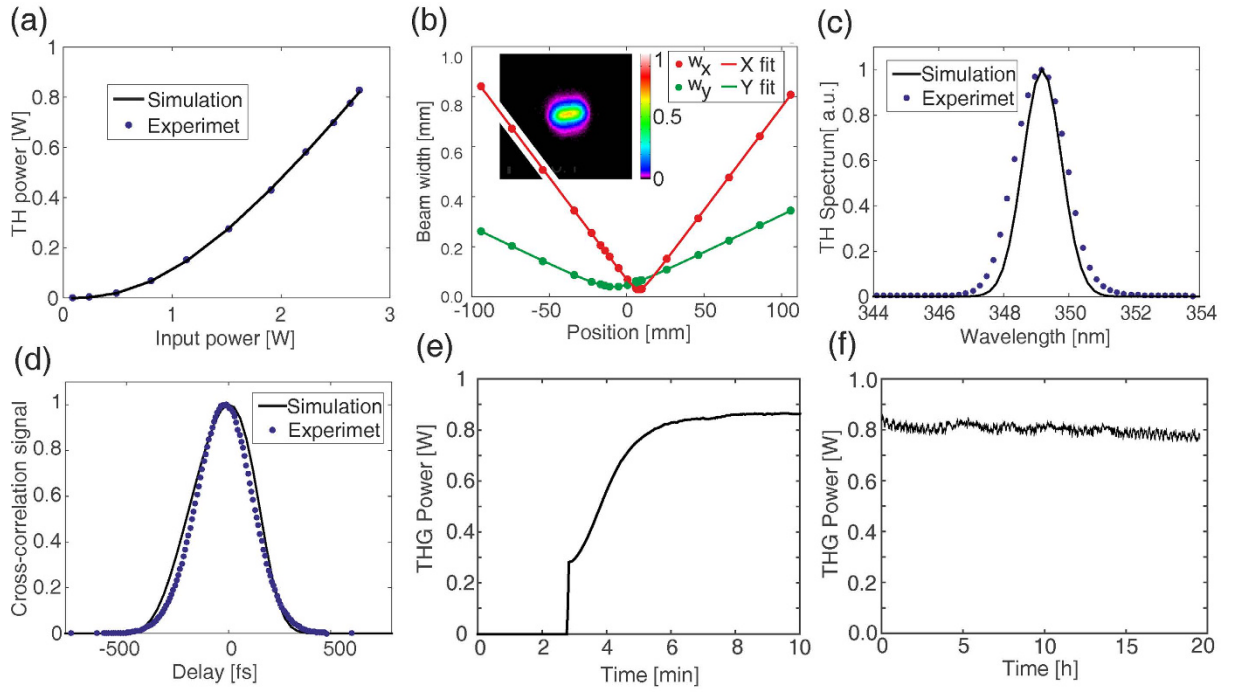 (a)
1
0.8
0.6
0.4
0.2
0
TH power [W]
Simulation
Experimet
0 1 2 3
Input power [W]
(b)
1.0
0.8
0.6
0.4
0.2
0.0
Beam width [mm]
1
0.5
0
wx X fit
wy Y fit
-100 -50 0 50 100
Position [mm]
(c)
1
0.8
0.6
0.4
0.2
0
TH Spectrum[ a.u.]
Simulation
Experimet
344 346 348 350 352 354
Wavelength [nm]
(d)
1
0.8
0.6
0.4
0.2
0
Cross-correlation signal
Simulation
Experimet
-500 0 500
Delay [fs]
(e)
1
0.8
0.6
0.4
0.2
0
THG Power [W]
0 2 4 6 8 10
Time [min]
(f)
1.0
0.8
0.6
0.4
0.2
0
THG Power [W]
0 5 10 15 20
Time [h]